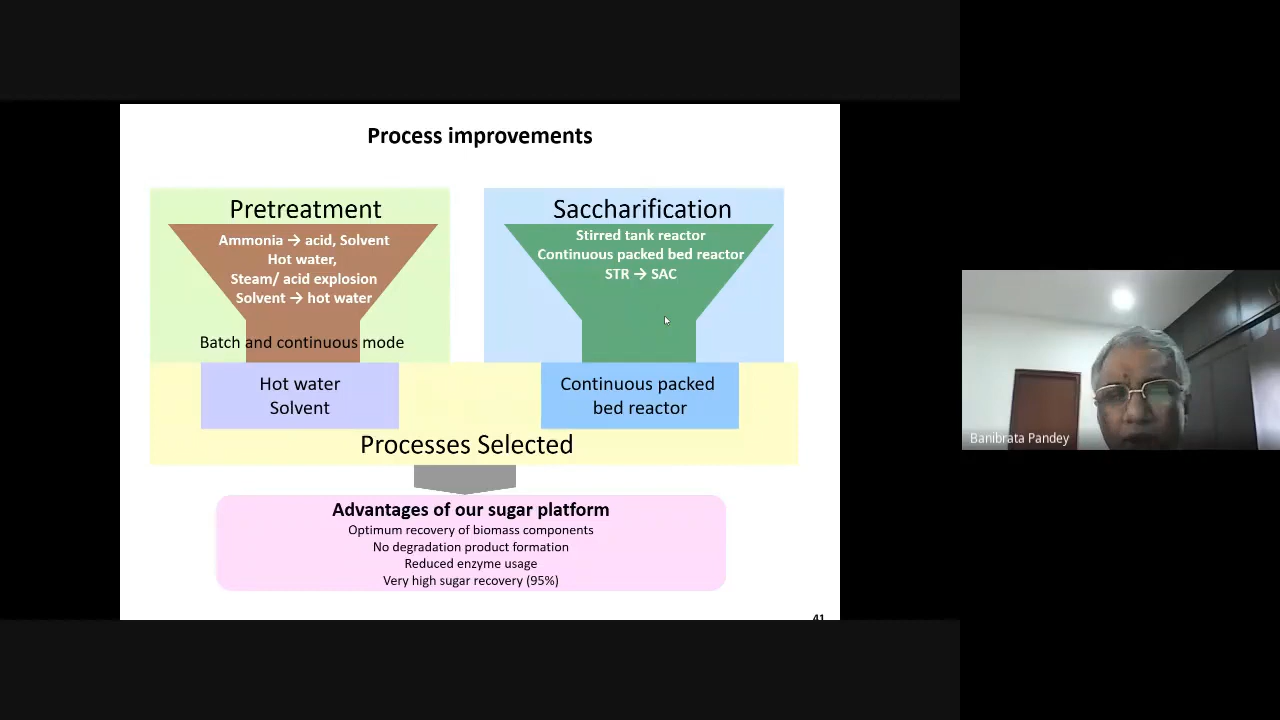 Process improvements
Pretreatment
Ammonia → acid, Solvent
Hot water,
Steam/ acid explosion
Solvent → hot water
Batch and continuous mode
Saccharification
Stirred tank reactor
Continuous packed bed reactor
STR → SAC
Hot water
Solvent
Continuous packed
bed reactor
Processes Selected
Advantages of our sugar platform
Optimum recovery of biomass components
No degradation product formation
Reduced enzyme usage
Very high sugar recovery (95%)
41
Banibrata Pandey